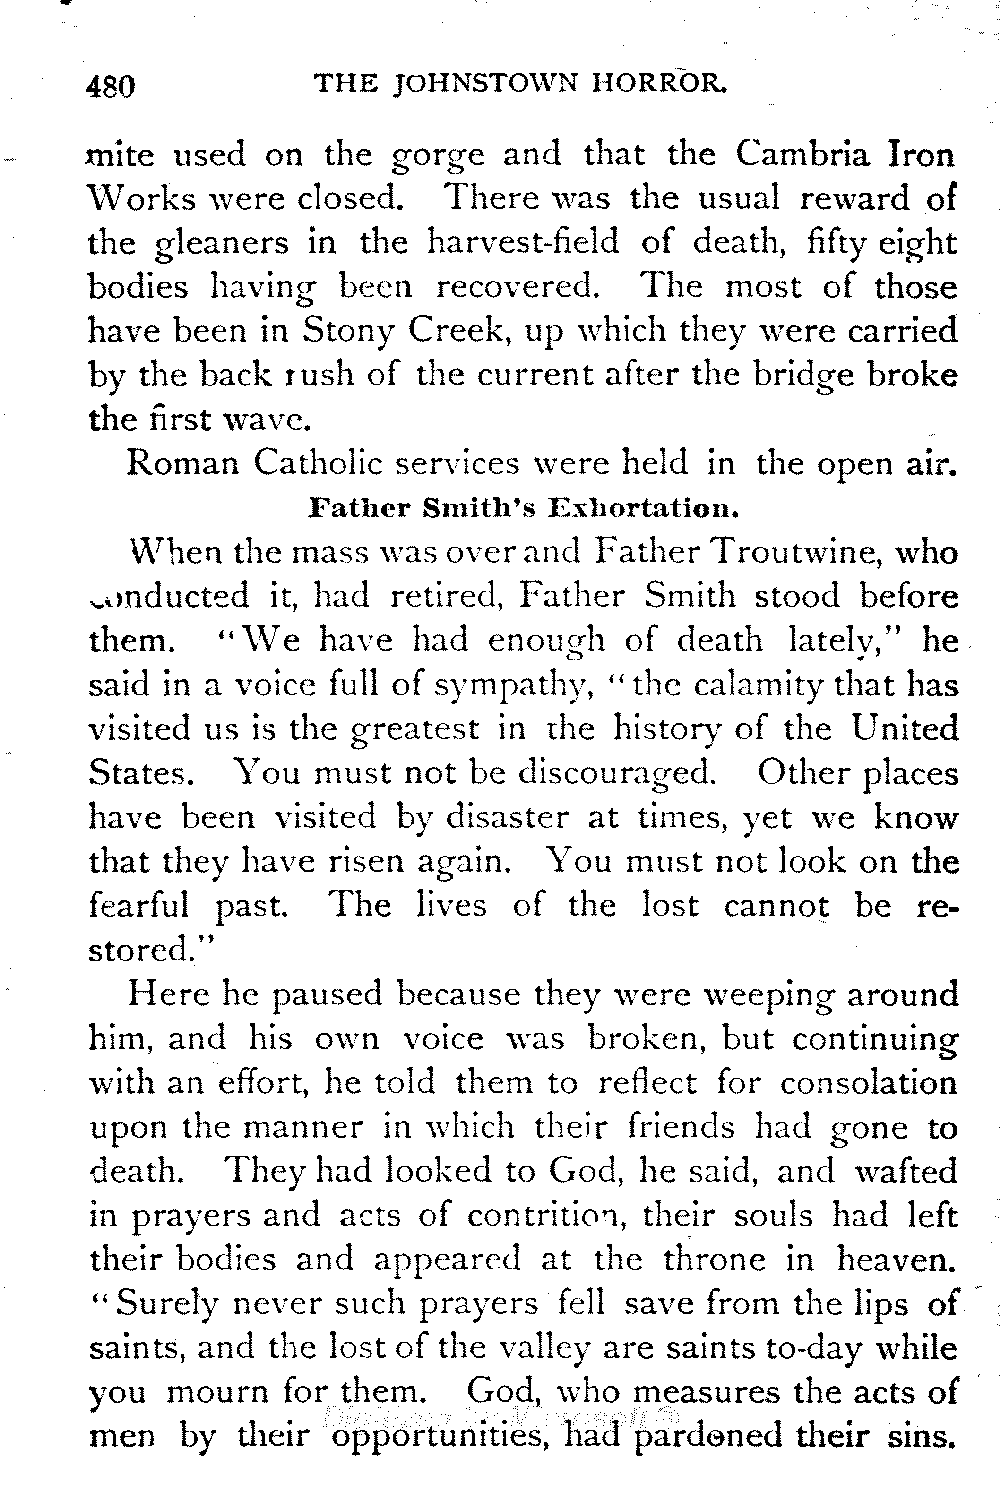 480 THE JOHNSTOWN HORROR.
mite used on the gorge and that the Cambria Iron
Works were closed. There was the usual reward of
the gleaners in the harvest-field of death, fifty eight
bodies having been recovered. The most of those
have been in Stony Creek, up which they were carried
by the back rush of the current after the bridge broke
the first wave.
Roman Catholic services were held in the open air.
Father Smith's Exhortation.
When the mass was over and Father Troutwine, who
conducted it, had retired, Father Smith stood before
them. "We have had enough of death lately," he
said in a voice full of sympathy, "the calamity that has
visited us is the greatest in the history of the United
States. You must not be discouraged. Other places
have been visited by disaster at times, yet we know
that they have risen again. You must not look on the
fearful past. The lives of the lost cannot be re-
stored."
Here he paused because they were weeping around
him, and his own voice was broken, but continuing
with an effort, he told them to reflect for consolation
upon the manner in which their friends had gone to
death. They had looked to God, he said, and wafted
in prayers and acts of contrition, their souls had left
their bodies and appeared at the throne in heaven.
"Surely never such prayers fell save from the lips of
saints, and the lost of the valley are saints to-day while
you mourn for them. God, who measures the acts of
men by their opportunities, had pardoned their sins.